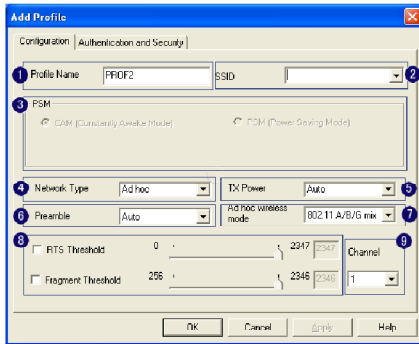 Add Profile
Configuration Authentication and Security
1 Profile Name PROF2 SSID 2
3 PSM
CAM (Constantly Awake Mode) PSM (Power Saving Mode)
4 Network Type Ad hoc TX Power Auto 5
6 Preamble Auto Ad hoc wireless mode 802.11 A/B/G mix 7
8 RTS Threshold 0 2347 2347 Channel 9
Fragment Threshold 256 2346 2346 1
OK Cancel Apply Help